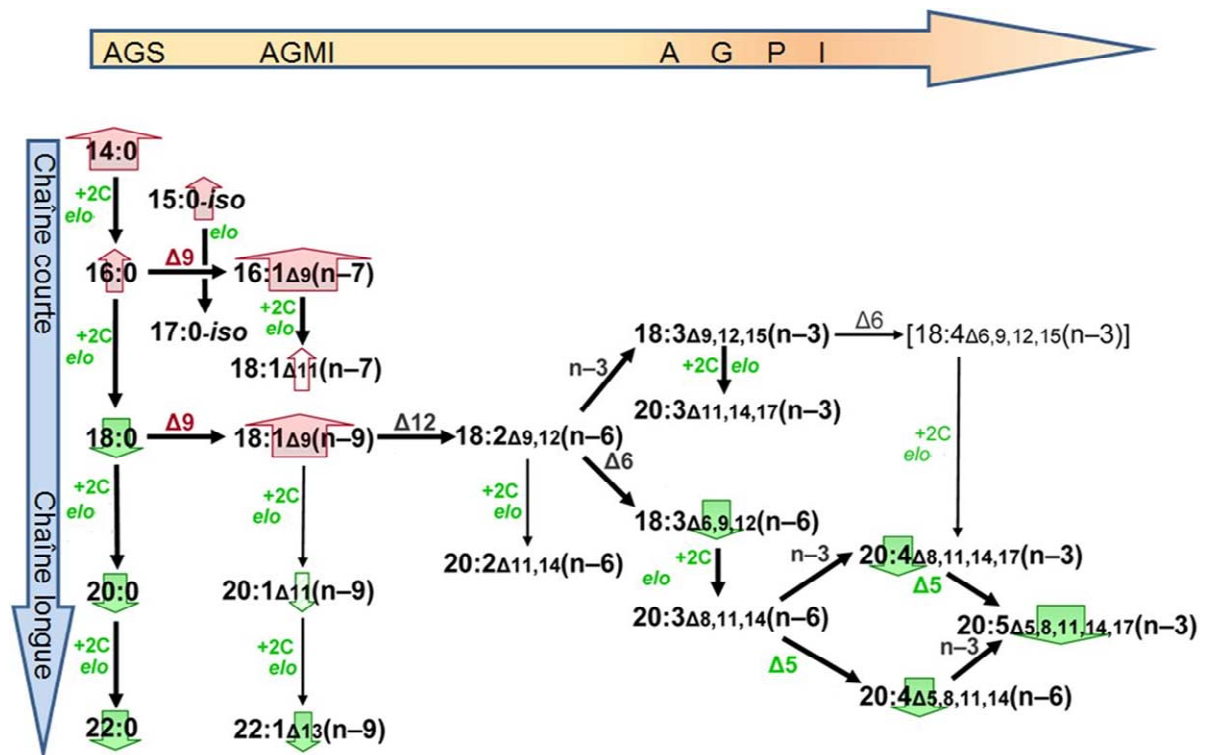 AGS AGMI A G P I
Chaîne courte
Chaîne longue
14:0
+2C
elo
15:0-iso
elo
16:0
Δ9
16:1Δ9(n–7)
+2C
elo
17:0-iso
+2C
elo
18:1Δ11(n–7)
18:0
Δ9
18:1Δ9(n–9)
Δ12
18:2Δ9,12(n–6)
n–3
18:3Δ9,12,15(n–3)
Δ6
[18:4Δ6,9,12,15(n–3)]
+2C elo
20:3Δ11,14,17(n–3)
Δ6
+2C
elo
+2C
elo
+2C
elo
+2C
elo
18:3Δ6,9,12(n–6)
20:2Δ11,14(n–6)
+2C
elo
n–3
20:4Δ8,11,14,17(n–3)
Δ5
20:0
20:1Δ11(n–9)
20:3Δ8,11,14(n–6)
20:5Δ5,8,11,14,17(n–3)
n–3
+2C
elo
+2C
elo
Δ5
20:4Δ5,8,11,14(n–6)
22:0
22:1Δ13(n–9)